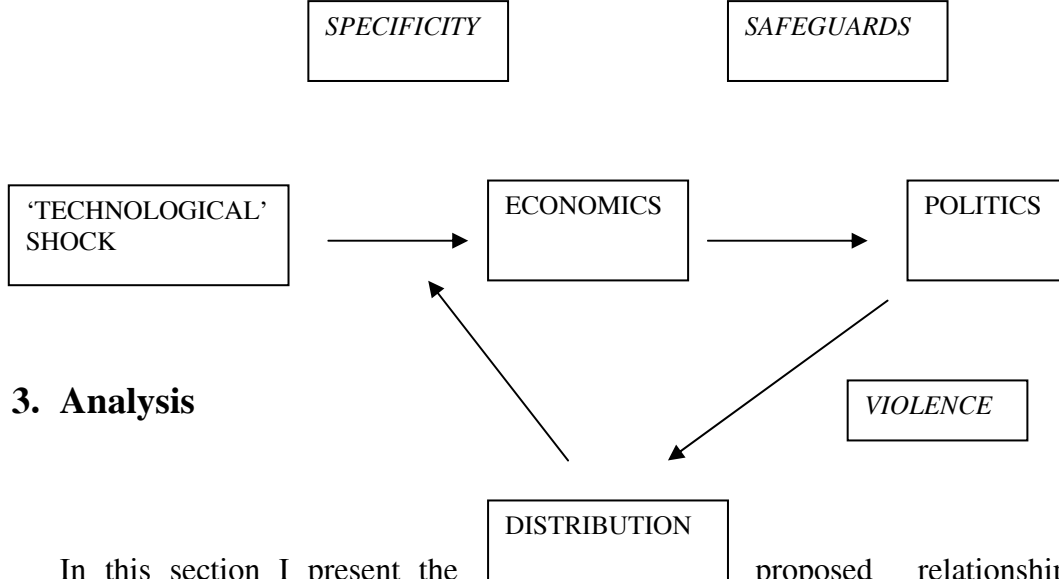 SPECIFICITY
SAFEGUARDS
‘TECHNOLOGICAL’
SHOCK
ECONOMICS
POLITICS
3. Analysis
VIOLENCE
DISTRIBUTION
In this section I present the proposed relationship